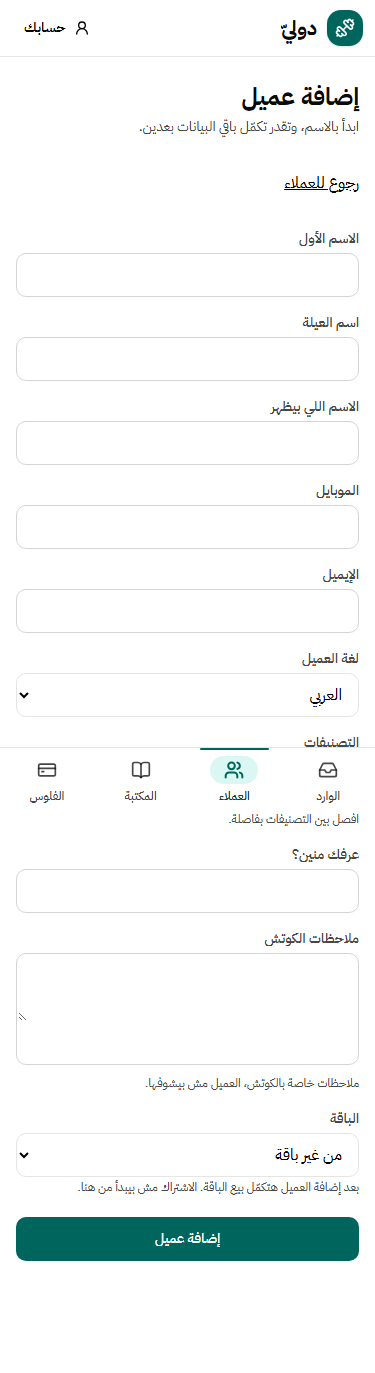 دوليّ
حسابك
إضافة عميل
ابدأ بالاسم، وتقدر تكمّل باقي البيانات بعدين.
رجوع للعملاء
الاسم الأول
اسم العيلة
الاسم اللي بيظهر
الموبايل
الإيميل
لغة العميل
العربي
التصنيفات
الوارد
العملاء
المكتبة
الفلوس
افصل بين التصنيفات بفاصلة.
عرفك منين؟
ملاحظات الكوتش
ملاحظات خاصة بالكوتش، العميل مش بيشوفها.
الباقة
من غير باقة
بعد إضافة العميل هتكمّل بيع الباقة. الاشتراك مش بيبدأ من هنا.
إضافة عميل